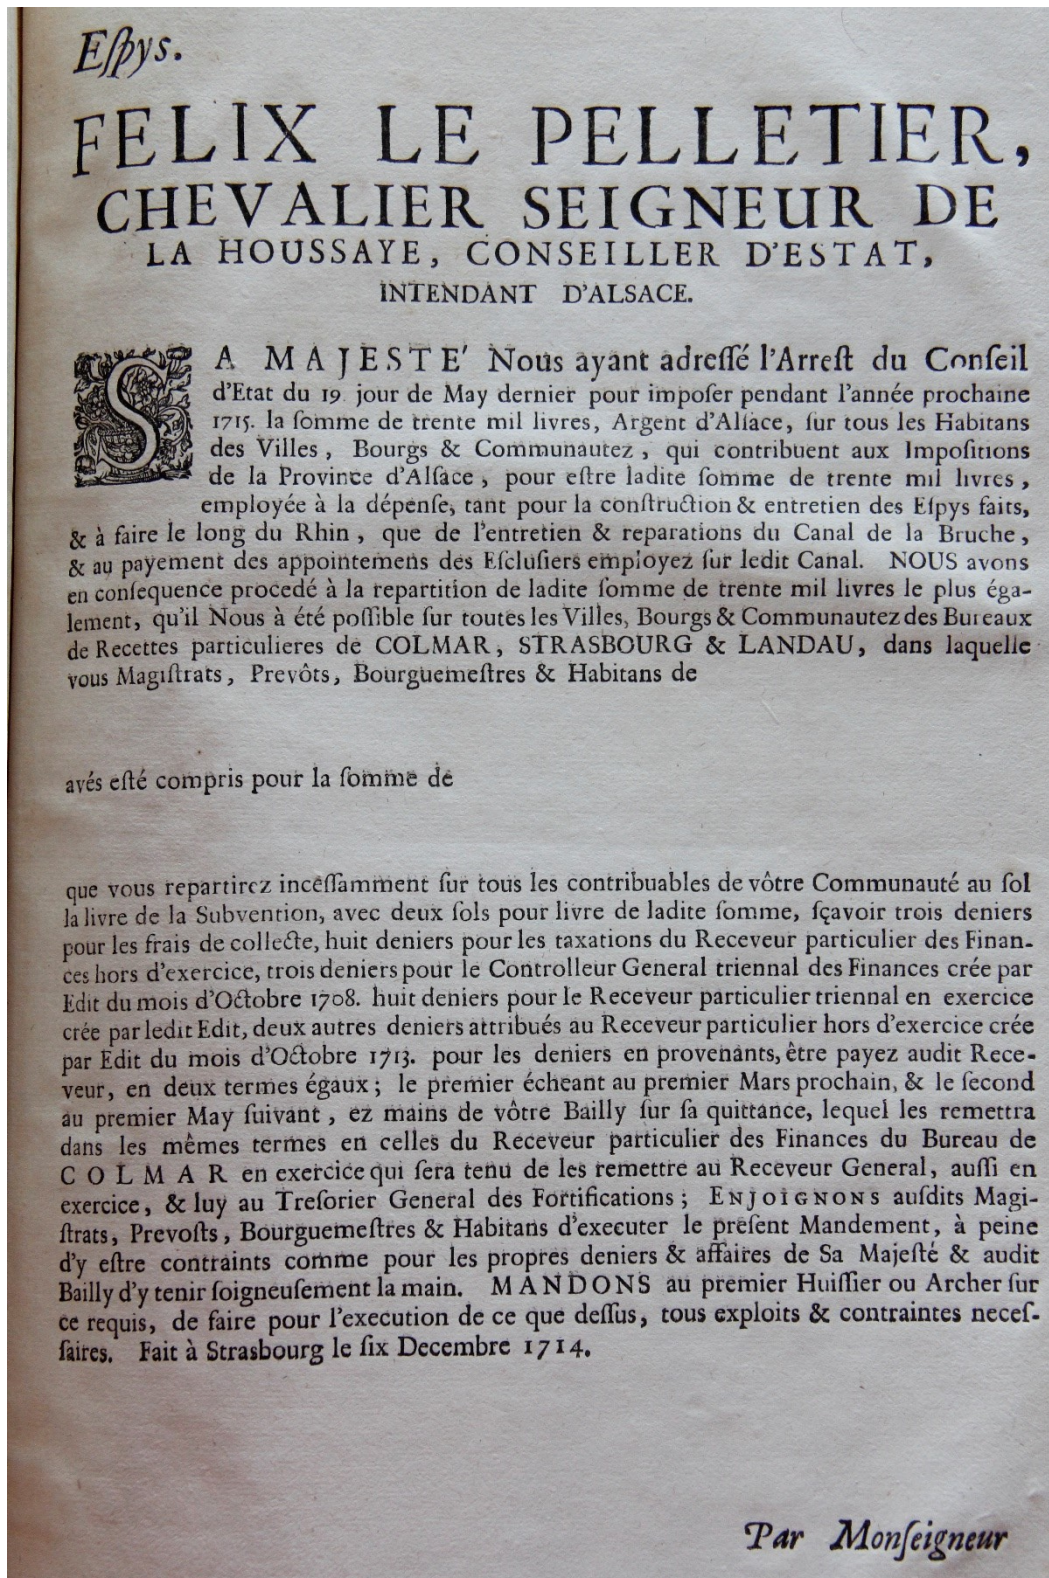 Eſpys.
FELIX LE PELLETIER,
CHEVALIER SEIGNEUR DE
LA HOUSSAYE, CONSEILLER D'ESTAT,
INTENDANT D'ALSACE.
SA MAJESTE' Nous ayant adreſſé l'Arreſt du Conſeil
d'Etat du 19 jour de May dernier pour impoſer pendant l'année prochaine
1715. la ſomme de trente mil livres, Argent d'Alſace, ſur tous les Habitans
des Villes, Bourgs & Communautez, qui contribuent aux Impoſitions
de la Province d'Alſace, pour eſtre ladite ſomme de trente mil livres,
employée à la dépenſe, tant pour la conſtruction & entretien des Eſpys faits,
& à faire le long du Rhin, que de l'entretien & reparations du Canal de la Bruche,
& au payement des appointemens des Eſcluſiers employez ſur ledit Canal. NOUS avons
en conſequence procedé à la repartition de ladite ſomme de trente mil livres le plus éga-
lement, qu'il Nous à été poſſible ſur toutes les Villes, Bourgs & Communautez des Bureaux
de Recettes particulieres de COLMAR, STRASBOURG & LANDAU, dans laquelle
vous Magiſtrats, Prevôts, Bourguemeſtres & Habitans de
avés eſté compris pour la ſomme de
que vous repartirez inceſſamment ſur tous les contribuables de vôtre Communauté au ſol
la livre de la Subvention, avec deux ſols pour livre de ladite ſomme, ſçavoir trois deniers
pour les frais de collecte, huit deniers pour les taxations du Receveur particulier des Finan-
ces hors d'exercice, trois deniers pour le Controlleur General triennal des Finances crée par
Edit du mois d'Octobre 1708. huit deniers pour le Receveur particulier triennal en exercice
crée par ledit Edit, deux autres deniers attribués au Receveur particulier hors d'exercice crée
par Edit du mois d'Octobre 1713. pour les deniers en provenants, être payez audit Rece-
veur, en deux termes égaux; le premier écheant au premier Mars prochain, & le ſecond
au premier May ſuivant, ez mains de vôtre Bailly ſur ſa quittance, lequel les remettra
dans les mêmes termes en celles du Receveur particulier des Finances du Bureau de
COLMAR en exercice qui ſera tenu de les remettre au Receveur General, auſſi en
exercice, & luy au Treſorier General des Fortifications; ENJOIGNONS auſdits Magi-
ſtrats, Prevoſts, Bourguemeſtres & Habitans d'executer le preſent Mandement, à peine
d'y eſtre contraints comme pour les propres deniers & affaires de Sa Majeſté & audit
Bailly d'y tenir ſoigneuſement la main. MANDONS au premier Huiſſier ou Archer ſur
ce requis, de faire pour l'execution de ce que deſſus, tous exploits & contraintes neceſ-
ſaires. Fait à Strasbourg le ſix Decembre 1714.
Par Monſeigneur